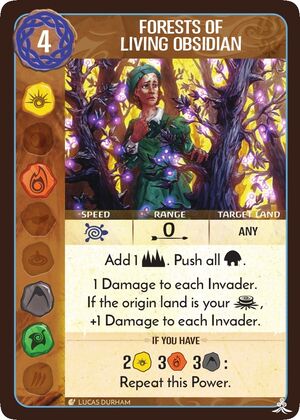 4
FORESTS OF
LIVING OBSIDIAN
SPEED RANGE TARGET LAND
0 ANY
Add 1 . Push all .
1 Damage to each Invader.
If the origin land is your ,
+1 Damage to each Invader.
IF YOU HAVE
2 3 3 :
Repeat this Power.
LUCAS DURHAM